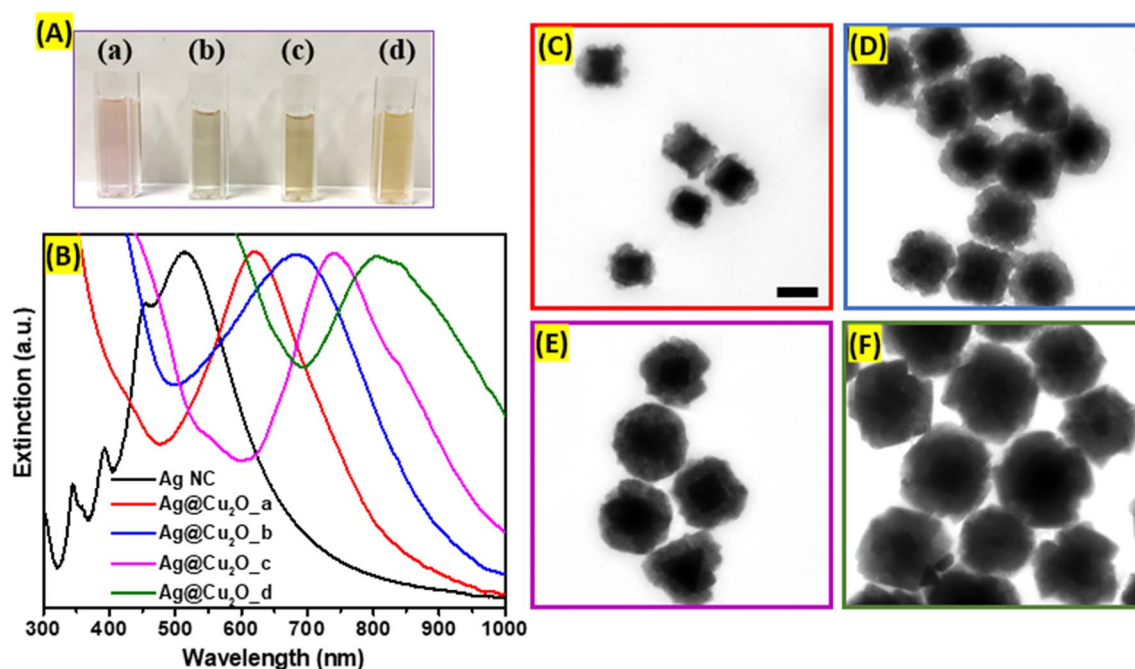 (A)
(a) (b) (c) (d)
(B)
Extinction (a.u.)
Ag NC
Ag@Cu₂O_a
Ag@Cu₂O_b
Ag@Cu₂O_c
Ag@Cu₂O_d
300 400 500 600 700 800 900 1000
Wavelength (nm)
(C)
(D)
(E)
(F)